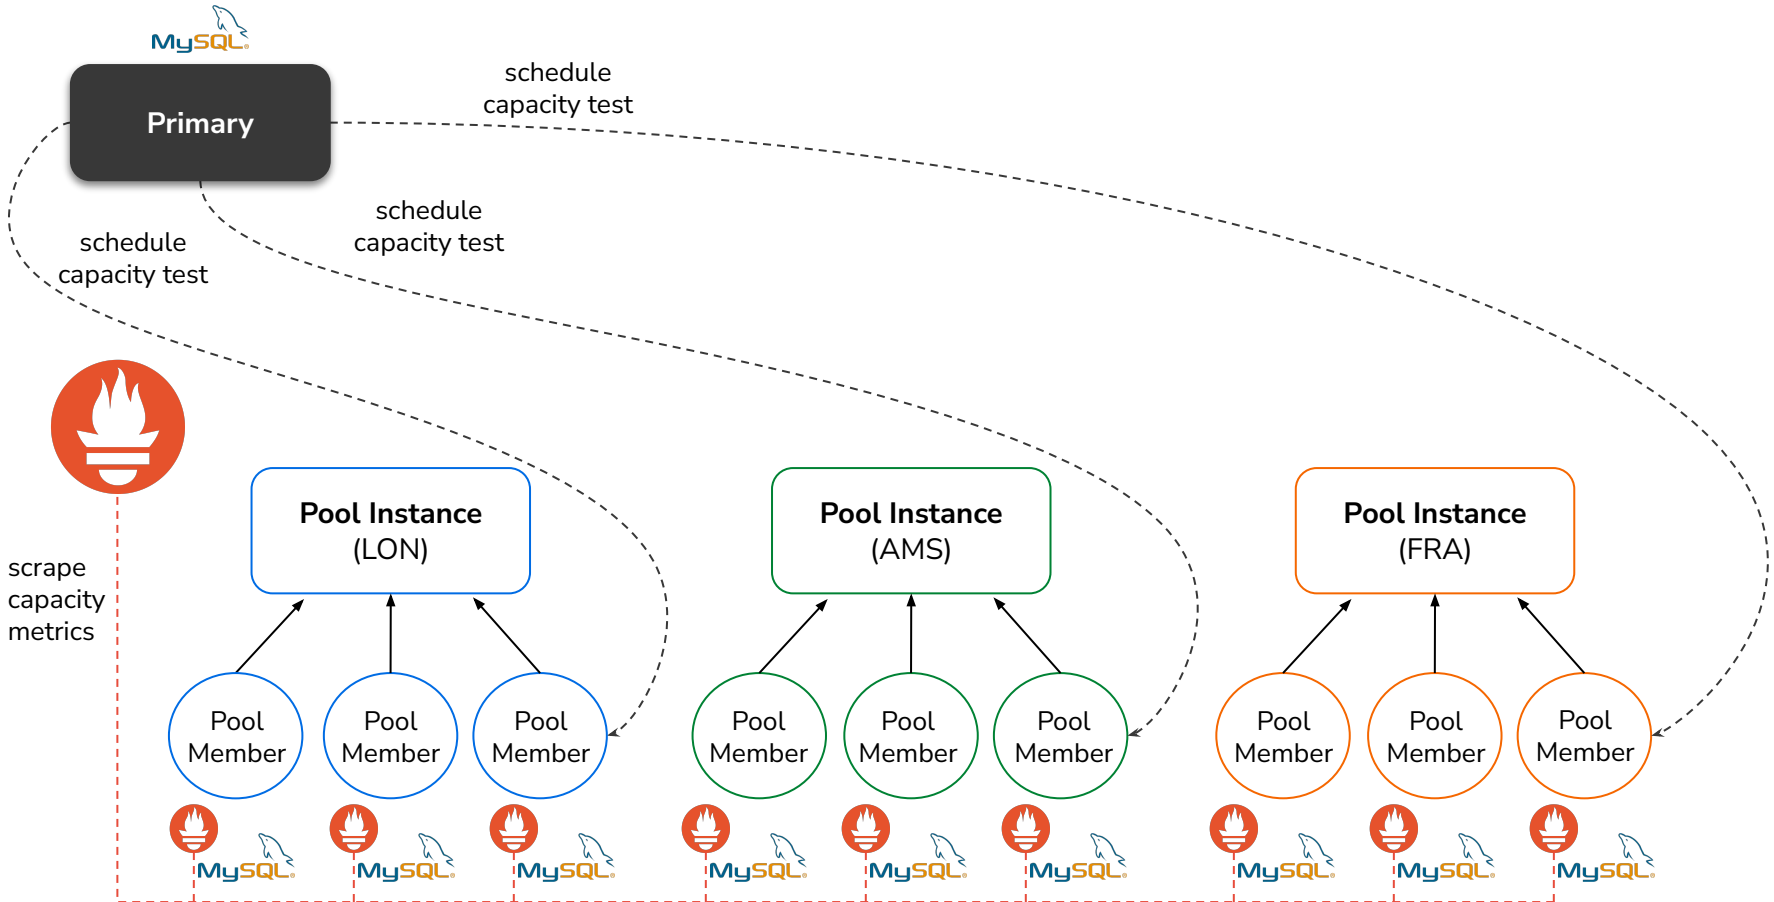 MySQL®
Primary
schedule
capacity test
schedule
capacity test
schedule
capacity test
scrape
capacity
metrics
Pool Instance
(LON)
Pool Instance
(AMS)
Pool Instance
(FRA)
Pool
Member
Pool
Member
Pool
Member
Pool
Member
Pool
Member
Pool
Member
Pool
Member
Pool
Member
Pool
Member
MySQL®
MySQL®
MySQL®
MySQL®
MySQL®
MySQL®
MySQL®
MySQL®
MySQL®